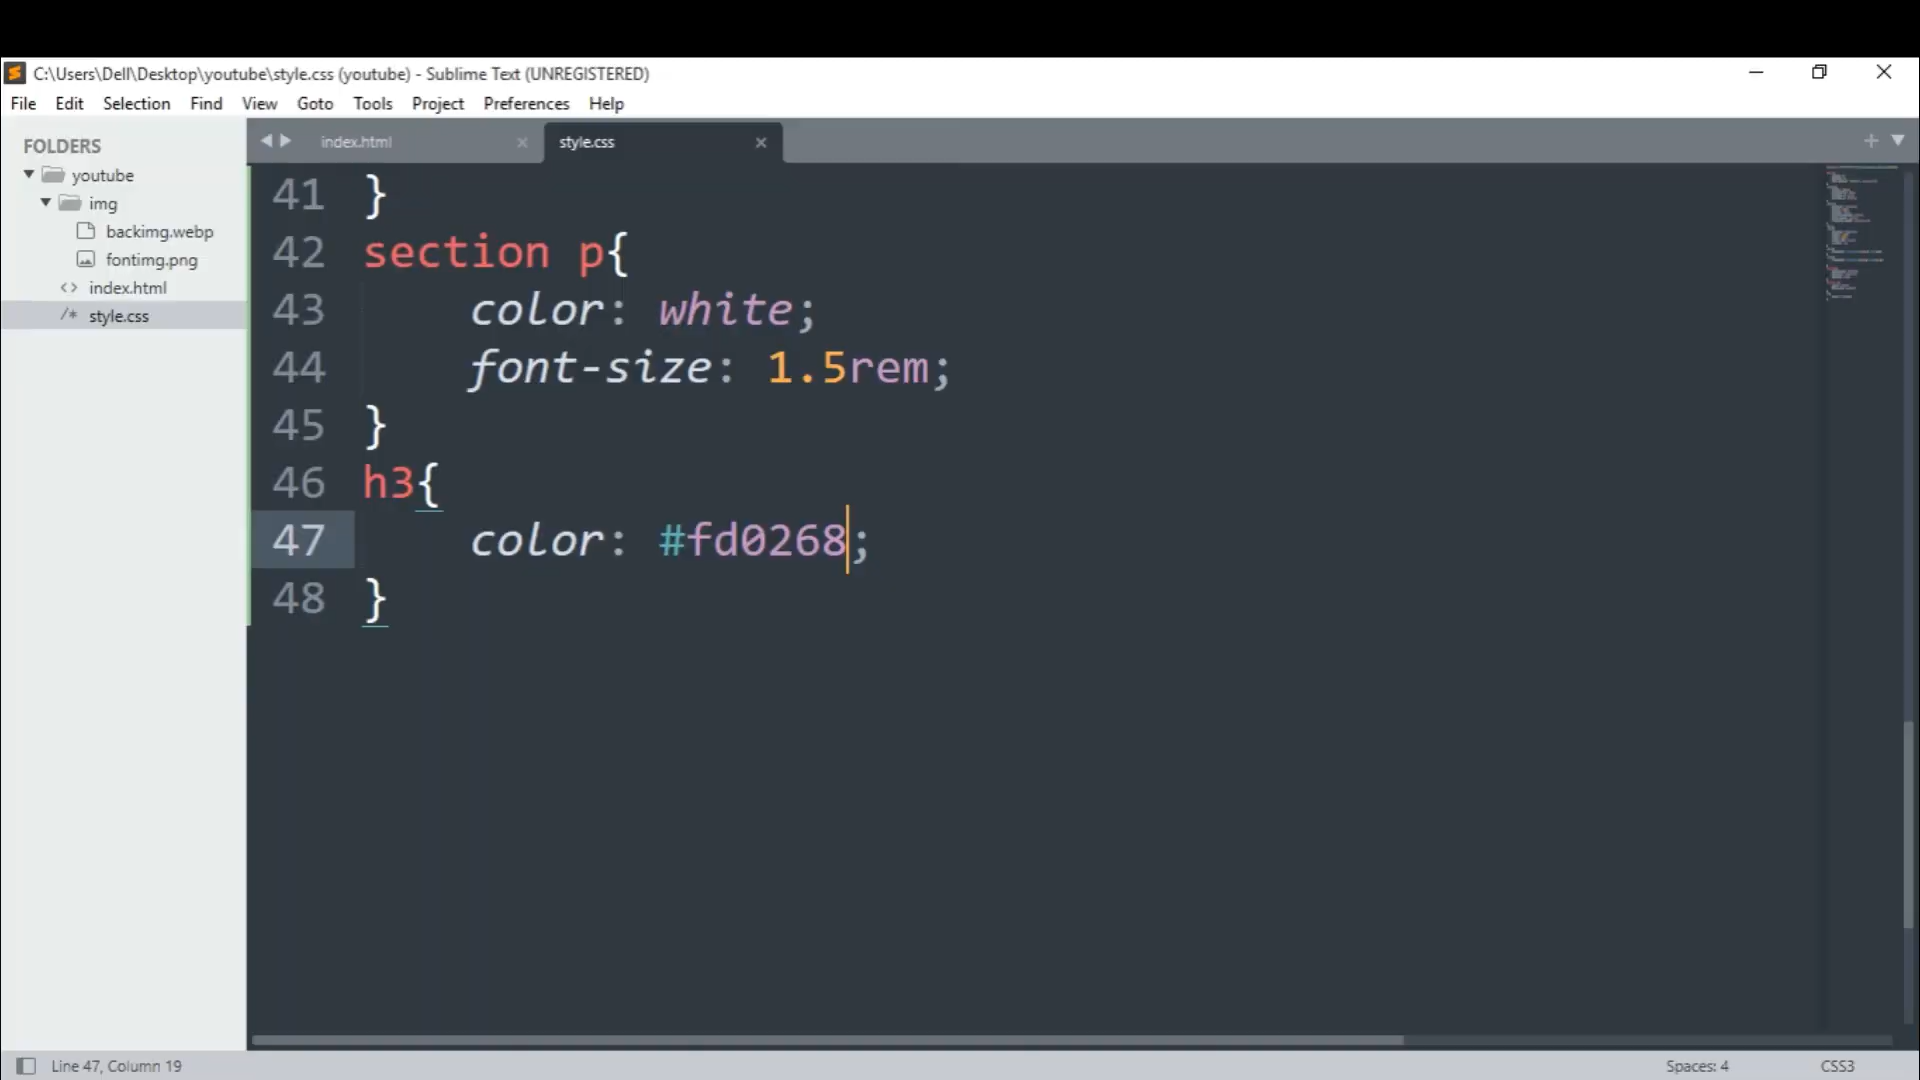 C:\Users\Dell\Desktop\youtube\style.css (youtube) - Sublime Text (UNREGISTERED)
File Edit Selection Find View Goto Tools Project Preferences Help
FOLDERS
youtube
img
backimg.webp
fontimg.png
index.html
/* style.css
index.html
style.css
41 }
42 section p{
43 color: white;
44 font-size: 1.5rem;
45 }
46 h3{
47 color: #fd0268;
48 }
Line 47, Column 19
Spaces: 4
CSS3